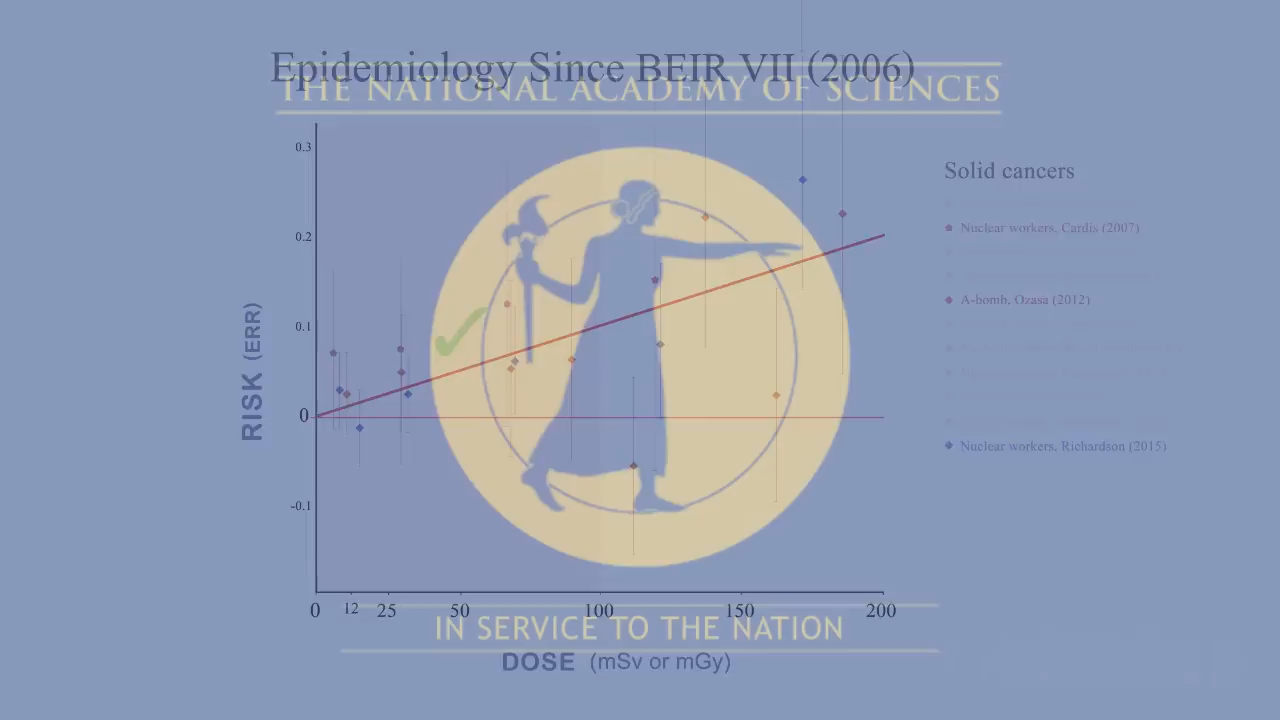 Epidemiology Since BEIR VII (2006)
THE NATIONAL ACADEMY OF SCIENCES
0.3
0.2
0.1
0
-0.1
RISK (ERR)
Solid cancers
Nuclear workers, Cardis (2007)
A-bomb, Ozasa (2012)
Nuclear workers, Richardson (2015)
0 12 25 50 100 150 200
IN SERVICE TO THE NATION
DOSE (mSv or mGy)